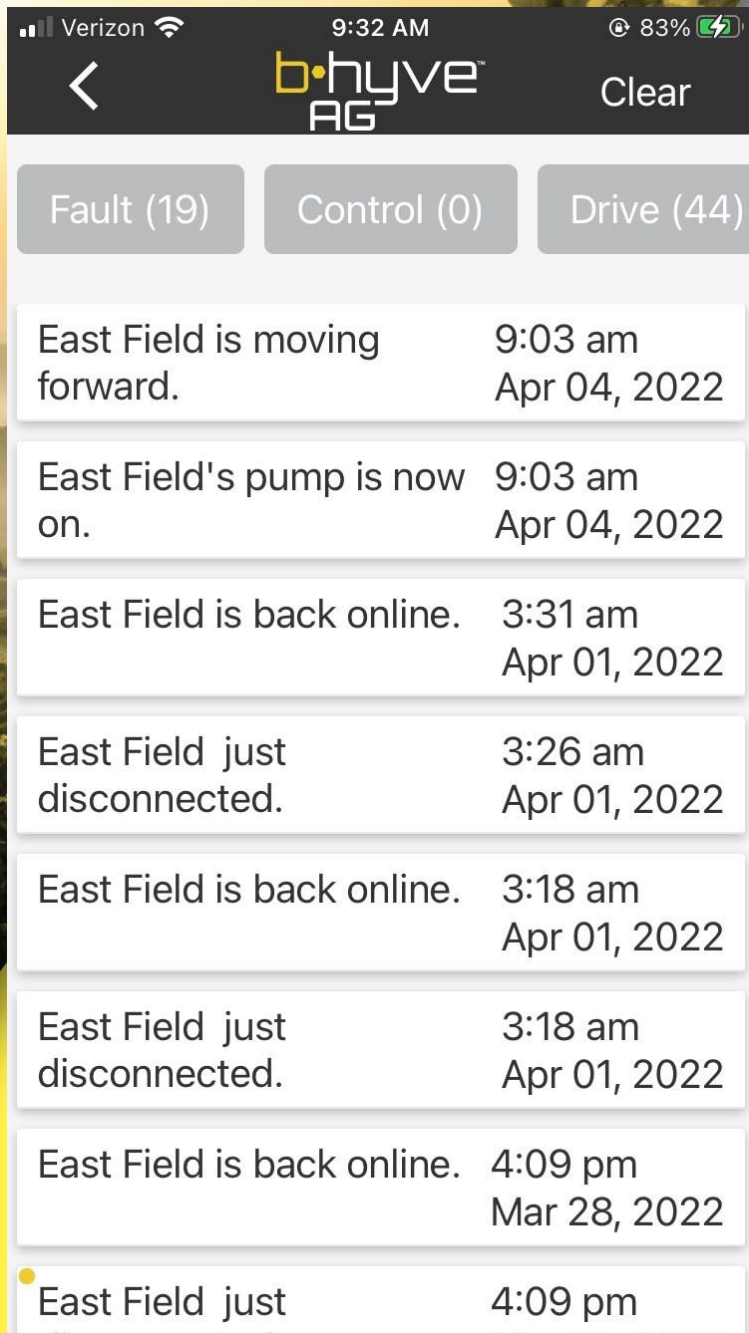 Verizon 9:32 AM 83%
b·hyve™
AG
Clear
Fault (19) Control (0) Drive (44)
East Field is moving 9:03 am
forward. Apr 04, 2022
East Field's pump is now 9:03 am
on. Apr 04, 2022
East Field is back online. 3:31 am
Apr 01, 2022
East Field just 3:26 am
disconnected. Apr 01, 2022
East Field is back online. 3:18 am
Apr 01, 2022
East Field just 3:18 am
disconnected. Apr 01, 2022
East Field is back online. 4:09 pm
Mar 28, 2022
East Field just 4:09 pm